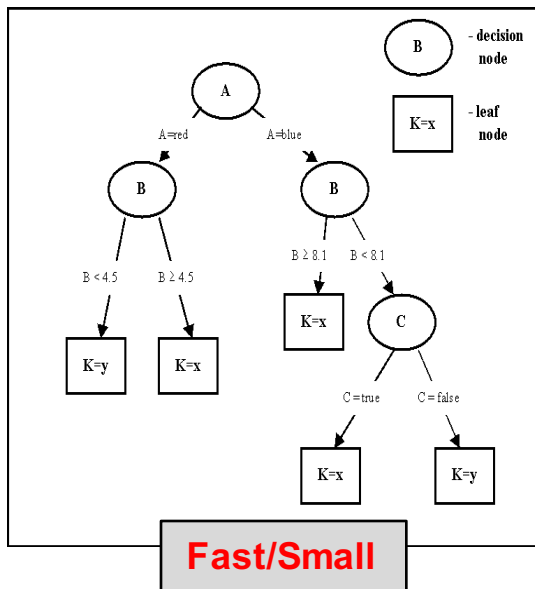 B
- decision
node
A
K=x
- leaf
node
A=red
A=blue
B
B
B < 4.5
B ≥ 4.5
B ≥ 8.1
B < 8.1
K=y
K=x
K=x
C
C = true
C = false
K=x
K=y
Fast/Small